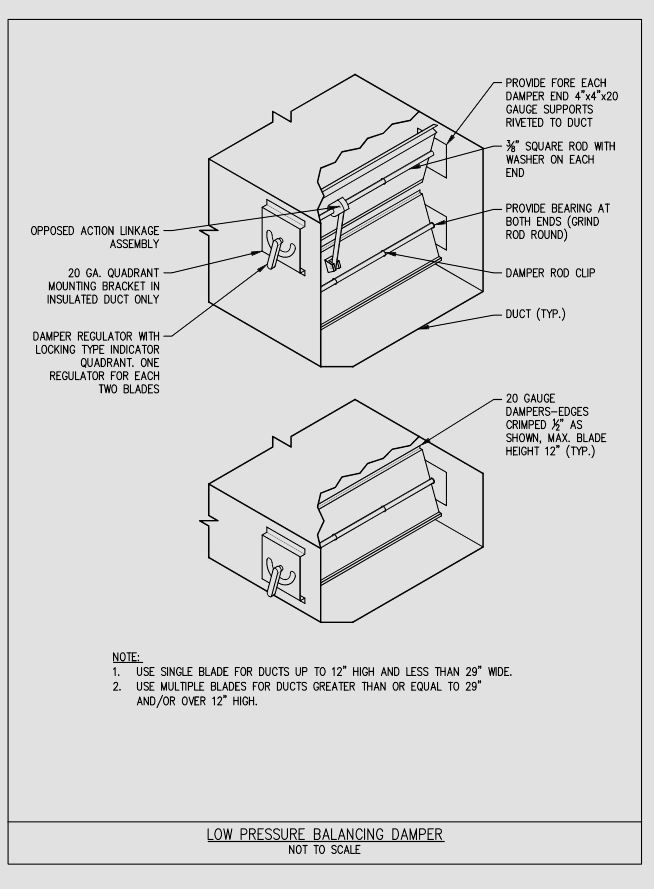 PROVIDE FORE EACH
DAMPER END 4"x4"x20
GAUGE SUPPORTS
RIVETED TO DUCT
⅜" SQUARE ROD WITH
WASHER ON EACH
END
OPPOSED ACTION LINKAGE
ASSEMBLY
PROVIDE BEARING AT
BOTH ENDS (GRIND
ROD ROUND)
20 GA. QUADRANT
MOUNTING BRACKET IN
INSULATED DUCT ONLY
DAMPER ROD CLIP
DUCT (TYP.)
DAMPER REGULATOR WITH
LOCKING TYPE INDICATOR
QUADRANT. ONE
REGULATOR FOR EACH
TWO BLADES
20 GAUGE
DAMPERS-EDGES
CRIMPED ½" AS
SHOWN, MAX. BLADE
HEIGHT 12" (TYP.)
NOTE:
1. USE SINGLE BLADE FOR DUCTS UP TO 12" HIGH AND LESS THAN 29" WIDE.
2. USE MULTIPLE BLADES FOR DUCTS GREATER THAN OR EQUAL TO 29"
AND/OR OVER 12" HIGH.
LOW PRESSURE BALANCING DAMPER
NOT TO SCALE